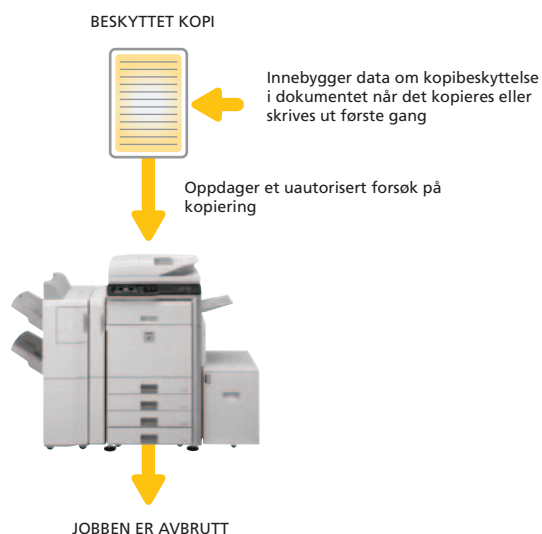 BESKYTTET KOPI
Innebygger data om kopibeskyttelse
i dokumentet når det kopieres eller
skrives ut første gang
Oppdager et uautorisert forsøk på
kopiering
JOBBEN ER AVBRUTT